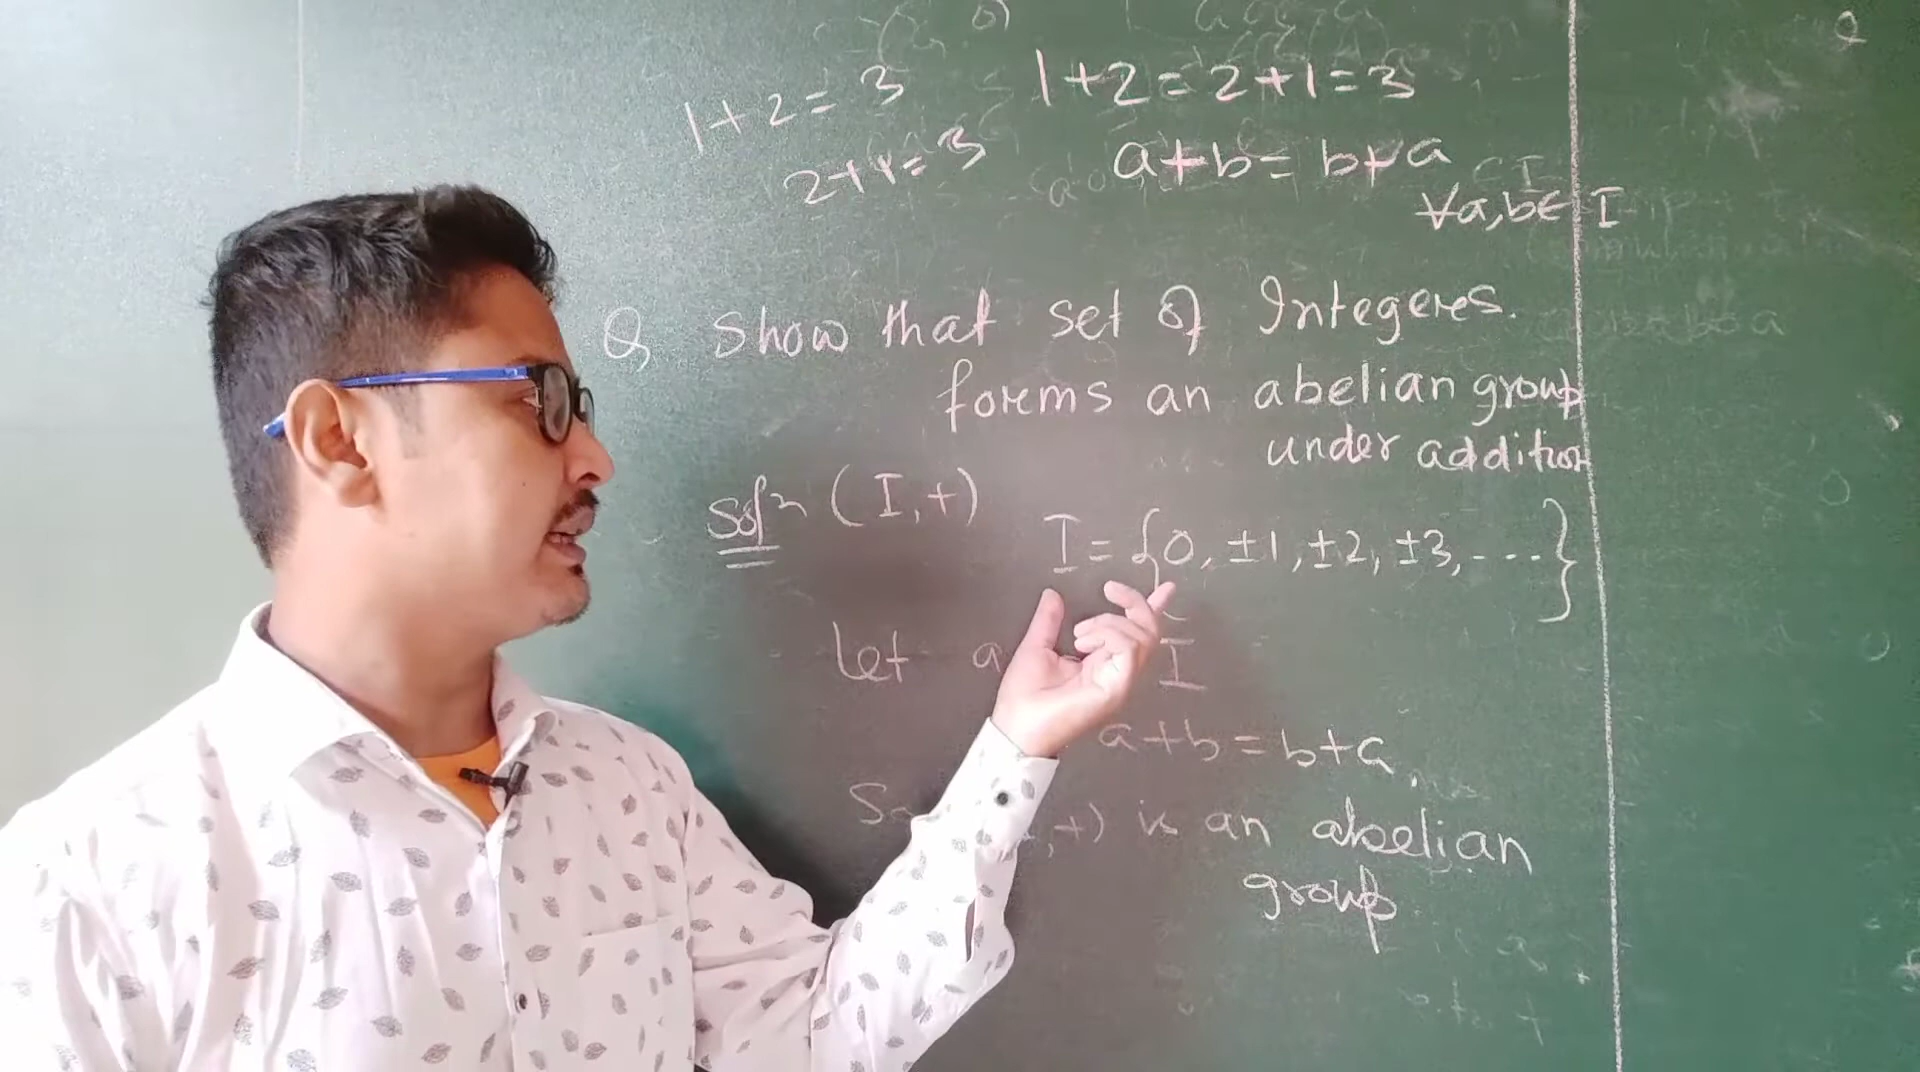 1+2=3
1+2=2+1=3
2+1=3
a+b=b+a
∀a,b∈ I
Q Show that set of Integeres.
forems an abelian group
under addition
Solⁿ (I,+)
I={0, ±1, ±2, ±3, ---}
Let a I
a+b=b+a.
,+) is an abelian
group